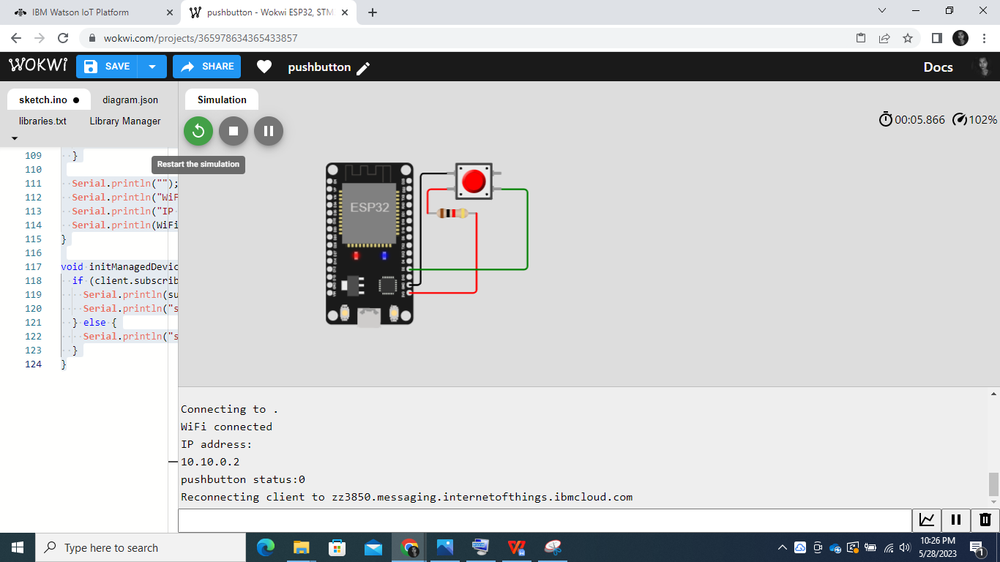 IBM Watson IoT Platform
pushbutton - Wokwi ESP32, STM
wokwi.com/projects/365978634365433857
WOKWI
SAVE
SHARE
pushbutton
Docs
sketch.ino
diagram.json
libraries.txt
Library Manager
Simulation
00:05.866
102%
Restart the simulation
109 }
110
111 Serial.println("");
112 Serial.println("WiF
113 Serial.println("IP
114 Serial.println(WiFi
115 }
116
117 void initManagedDevic
118 if (client.subscrib
119 Serial.println(su
120 Serial.println("s
121 } else {
122 Serial.println("s
123 }
124 }
ESP32
Connecting to .
WiFi connected
IP address:
10.10.0.2
pushbutton status:0
Reconnecting client to zz3850.messaging.internetofthings.ibmcloud.com
Type here to search
10:26 PM
5/28/2023
1